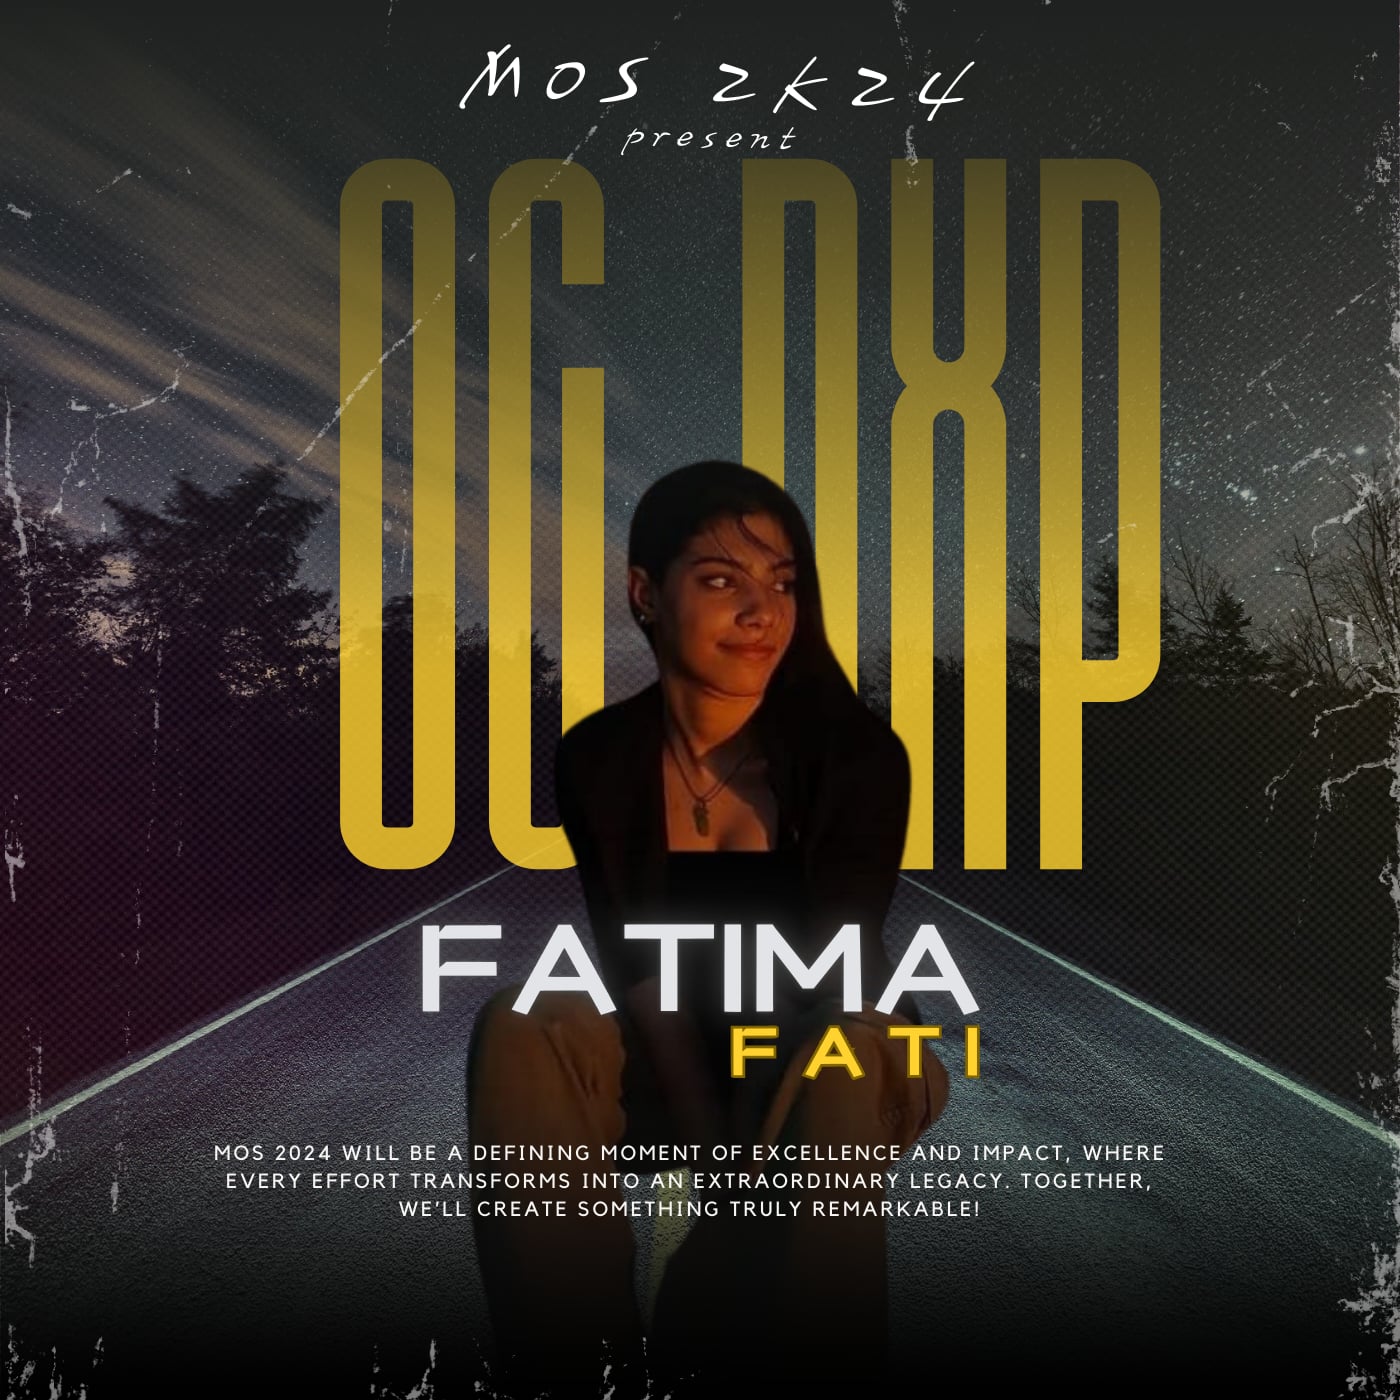 MOS 2K24
present
OC DXP
FATIMA
FATI
MOS 2024 WILL BE A DEFINING MOMENT OF EXCELLENCE AND IMPACT, WHERE
EVERY EFFORT TRANSFORMS INTO AN EXTRAORDINARY LEGACY. TOGETHER,
WE'LL CREATE SOMETHING TRULY REMARKABLE!